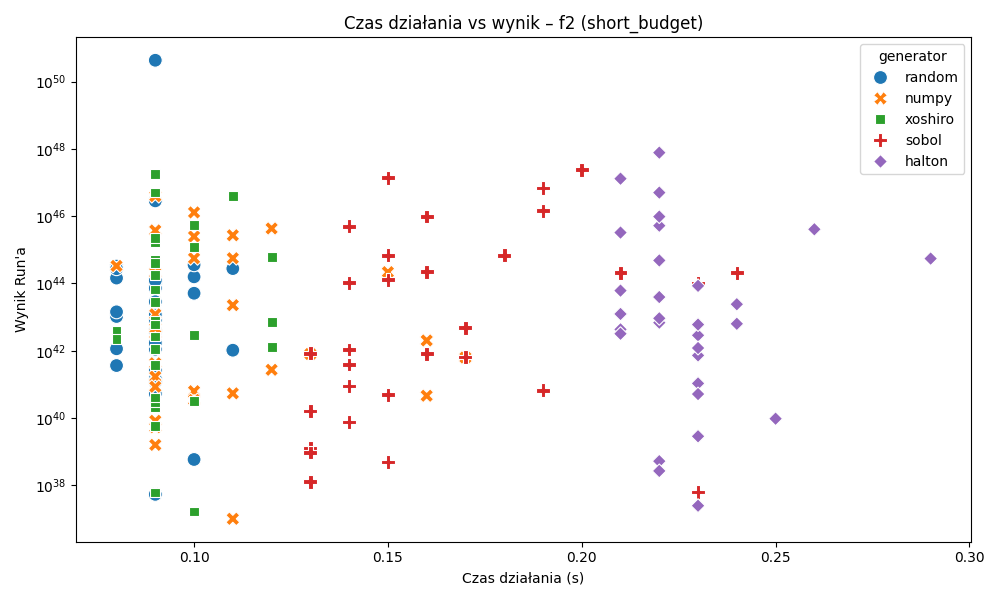 Czas działania vs wynik – f2 (short_budget)
generator
random
numpy
xoshiro
sobol
halton
Wynik Run'a
10^50
10^48
10^46
10^44
10^42
10^40
10^38
0.10 0.15 0.20 0.25 0.30
Czas działania (s)